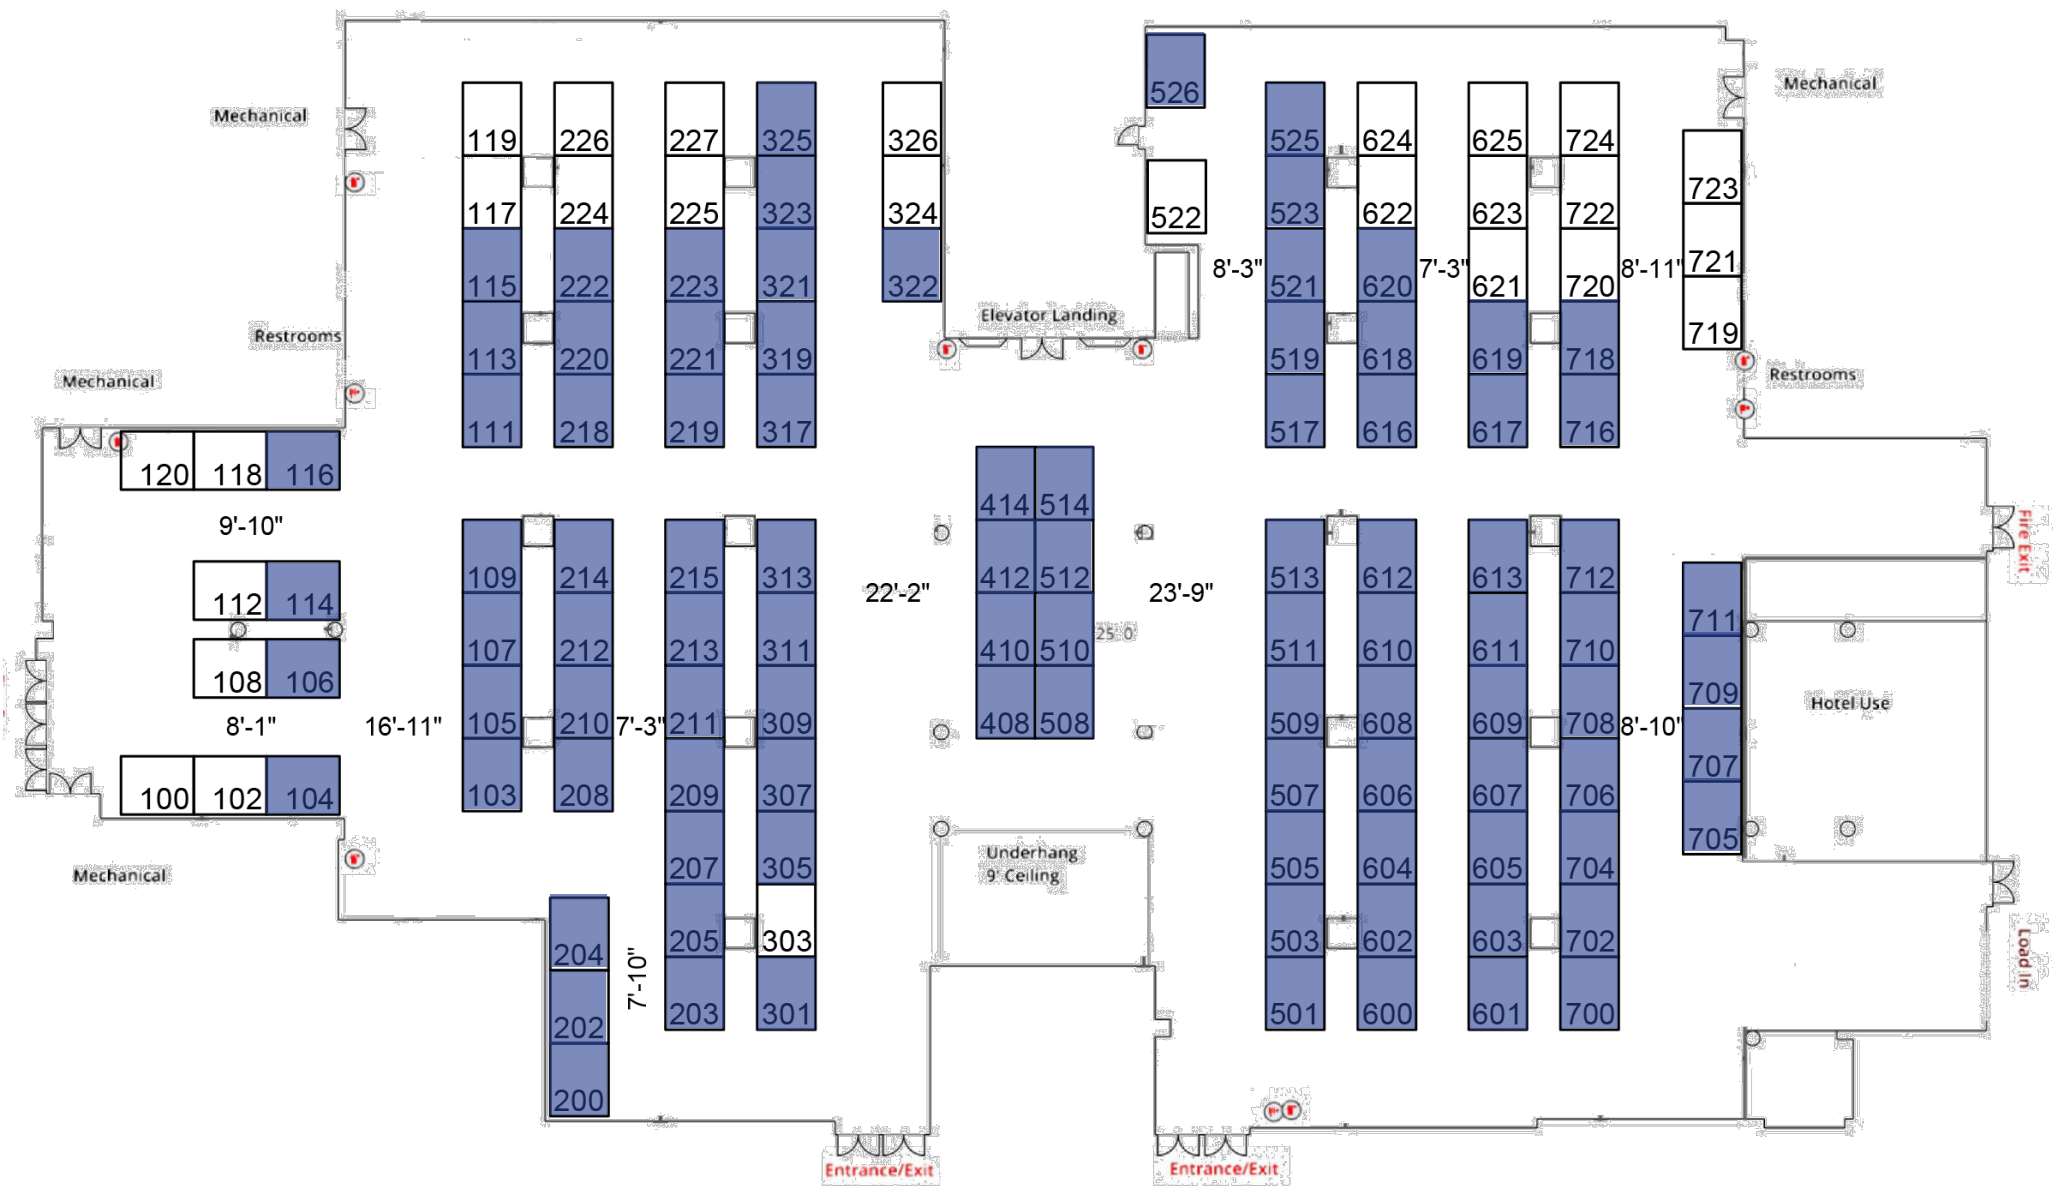 526
119 226 227 325 326 525 624 625 724
Mechanical
Mechanical
723
117 224 225 323 324 522 523 622 623 722
721
115 222 223 321 322 8'-3" 521 620 7'-3" 621 720 8'-11"
Elevator Landing
Restrooms
719
113 220 221 319 519 618 619 718
Mechanical
Restrooms
111 218 219 317 517 616 617 716
120 118 116
414 514
9'-10"
Fire Exit
109 214 215 313 22'-2" 412 512 23'-9" 513 612 613 712
112 114
711
25 0
107 212 213 311 410 510 511 610 611 710
108 106
709
Hotel Use
8'-1" 16'-11" 105 210 7'-3" 211 309 408 508 509 608 609 708 8'-10"
707
100 102 104
103 208 209 307 507 606 607 706
705
Underhang
9' Ceiling
Mechanical
207 305 505 604 605 704
204 205 303 503 602 603 702
7'-10"
Load In
202 203 301 501 600 601 700
200
Entrance/Exit
Entrance/Exit